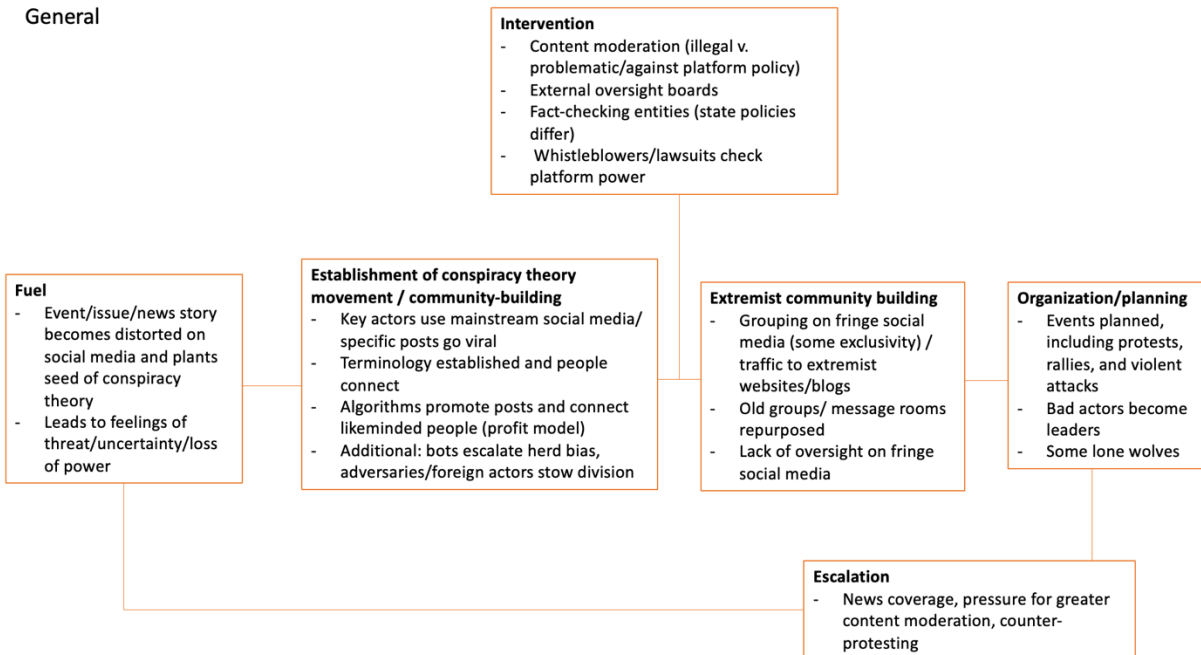 General
Intervention
- Content moderation (illegal v.
problematic/against platform policy)
- External oversight boards
- Fact-checking entities (state policies
differ)
- Whistleblowers/lawsuits check
platform power
Fuel
- Event/issue/news story
becomes distorted on
social media and plants
seed of conspiracy
theory
- Leads to feelings of
threat/uncertainty/loss
of power
Establishment of conspiracy theory
movement / community-building
- Key actors use mainstream social media/
specific posts go viral
- Terminology established and people
connect
- Algorithms promote posts and connect
likeminded people (profit model)
- Additional: bots escalate herd bias,
adversaries/foreign actors stow division
Extremist community building
- Grouping on fringe social
media (some exclusivity) /
traffic to extremist
websites/blogs
- Old groups/ message rooms
repurposed
- Lack of oversight on fringe
social media
Organization/planning
- Events planned,
including protests,
rallies, and violent
attacks
- Bad actors become
leaders
- Some lone wolves
Escalation
- News coverage, pressure for greater
content moderation, counter-
protesting